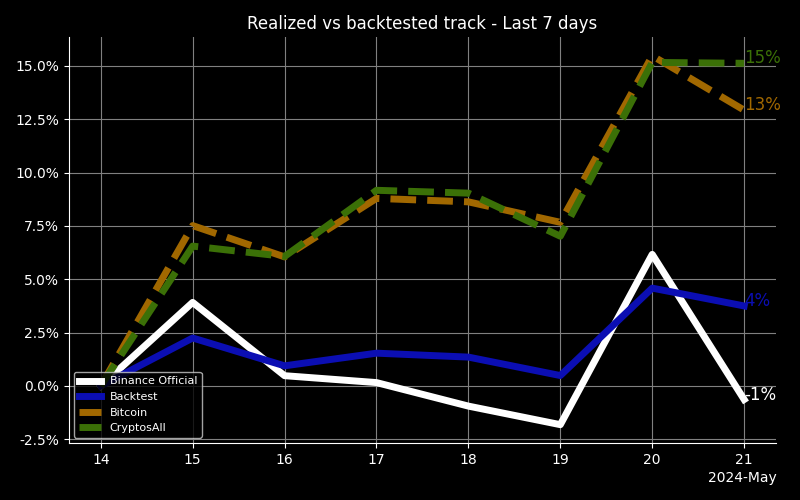 Realized vs backtested track - Last 7 days
15.0%
12.5%
10.0%
7.5%
5.0%
2.5%
0.0%
-2.5%
15%
13%
4%
-1%
Binance Official
Backtest
Bitcoin
CryptosAll
14 15 16 17 18 19 20 21
2024-May